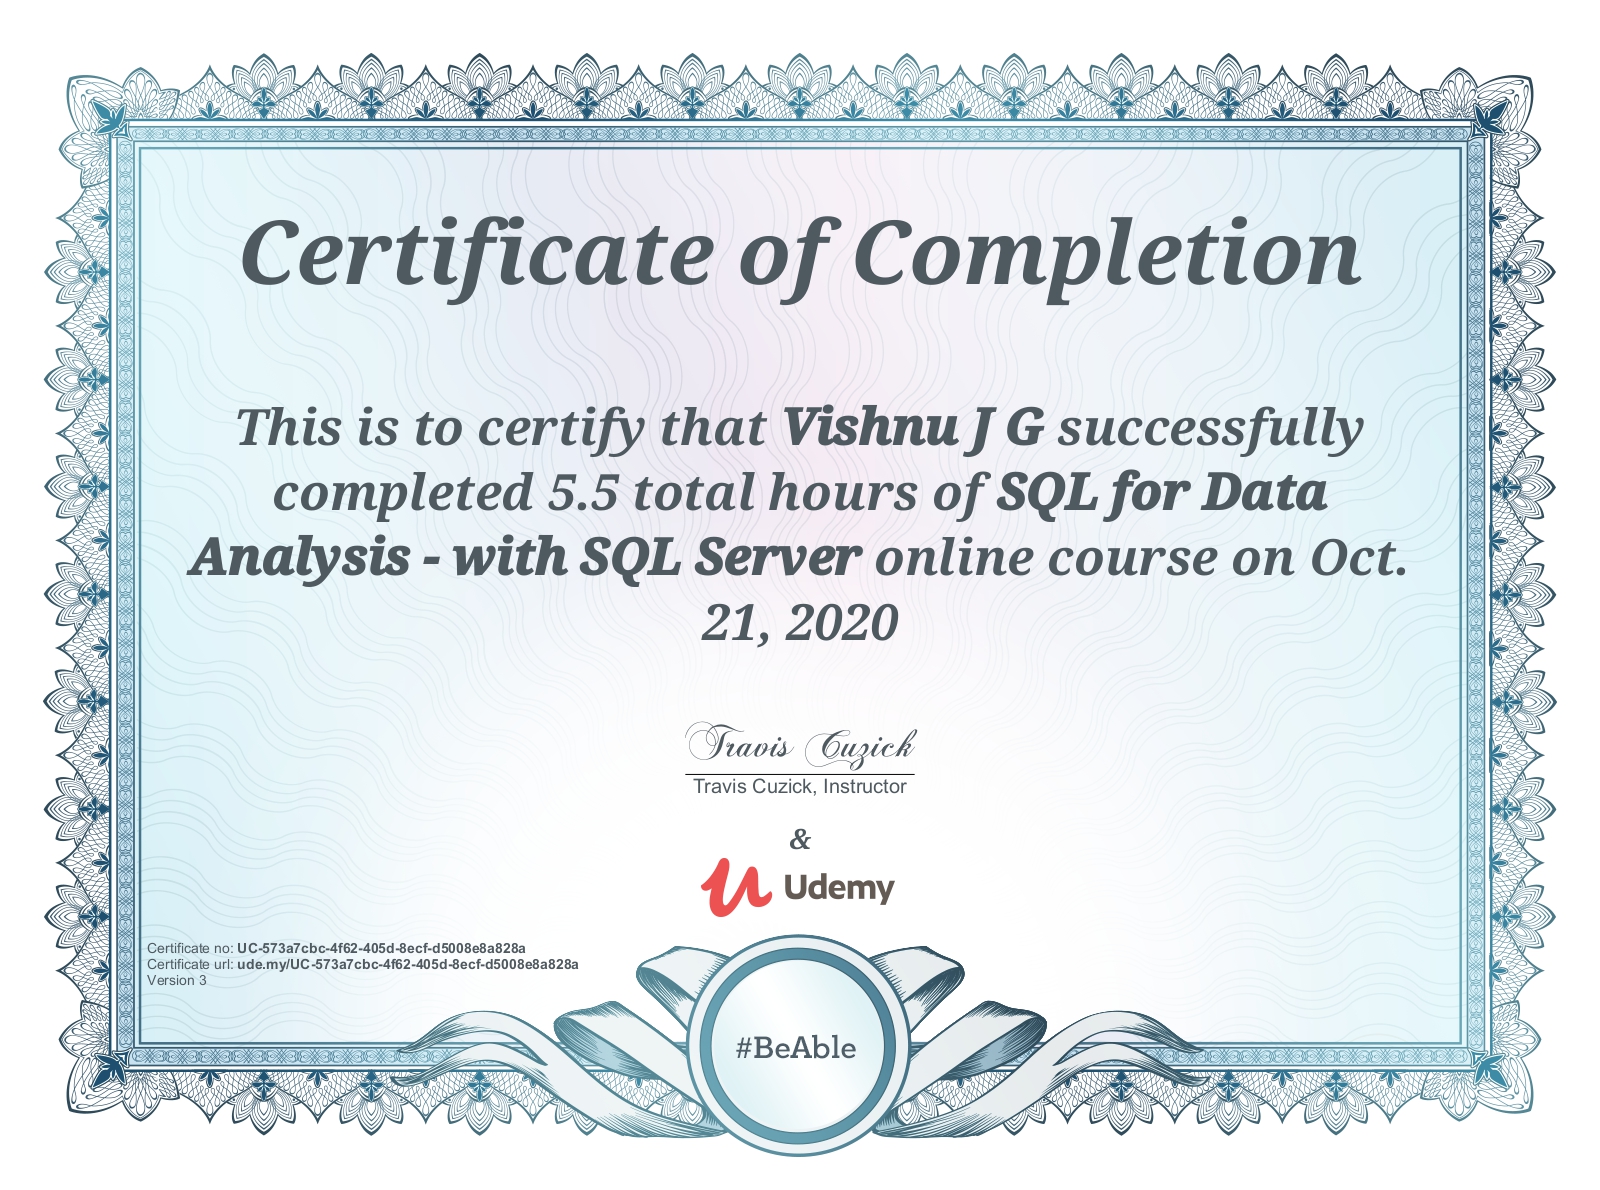 Certificate of Completion
This is to certify that Vishnu J G successfully
completed 5.5 total hours of SQL for Data
Analysis - with SQL Server online course on Oct.
21, 2020
Travis Cuzick
Travis Cuzick, Instructor
&
Udemy
Certificate no: UC-573a7cbc-4f62-405d-8ecf-d5008e8a828a
Certificate url: ude.my/UC-573a7cbc-4f62-405d-8ecf-d5008e8a828a
Version 3
#BeAble